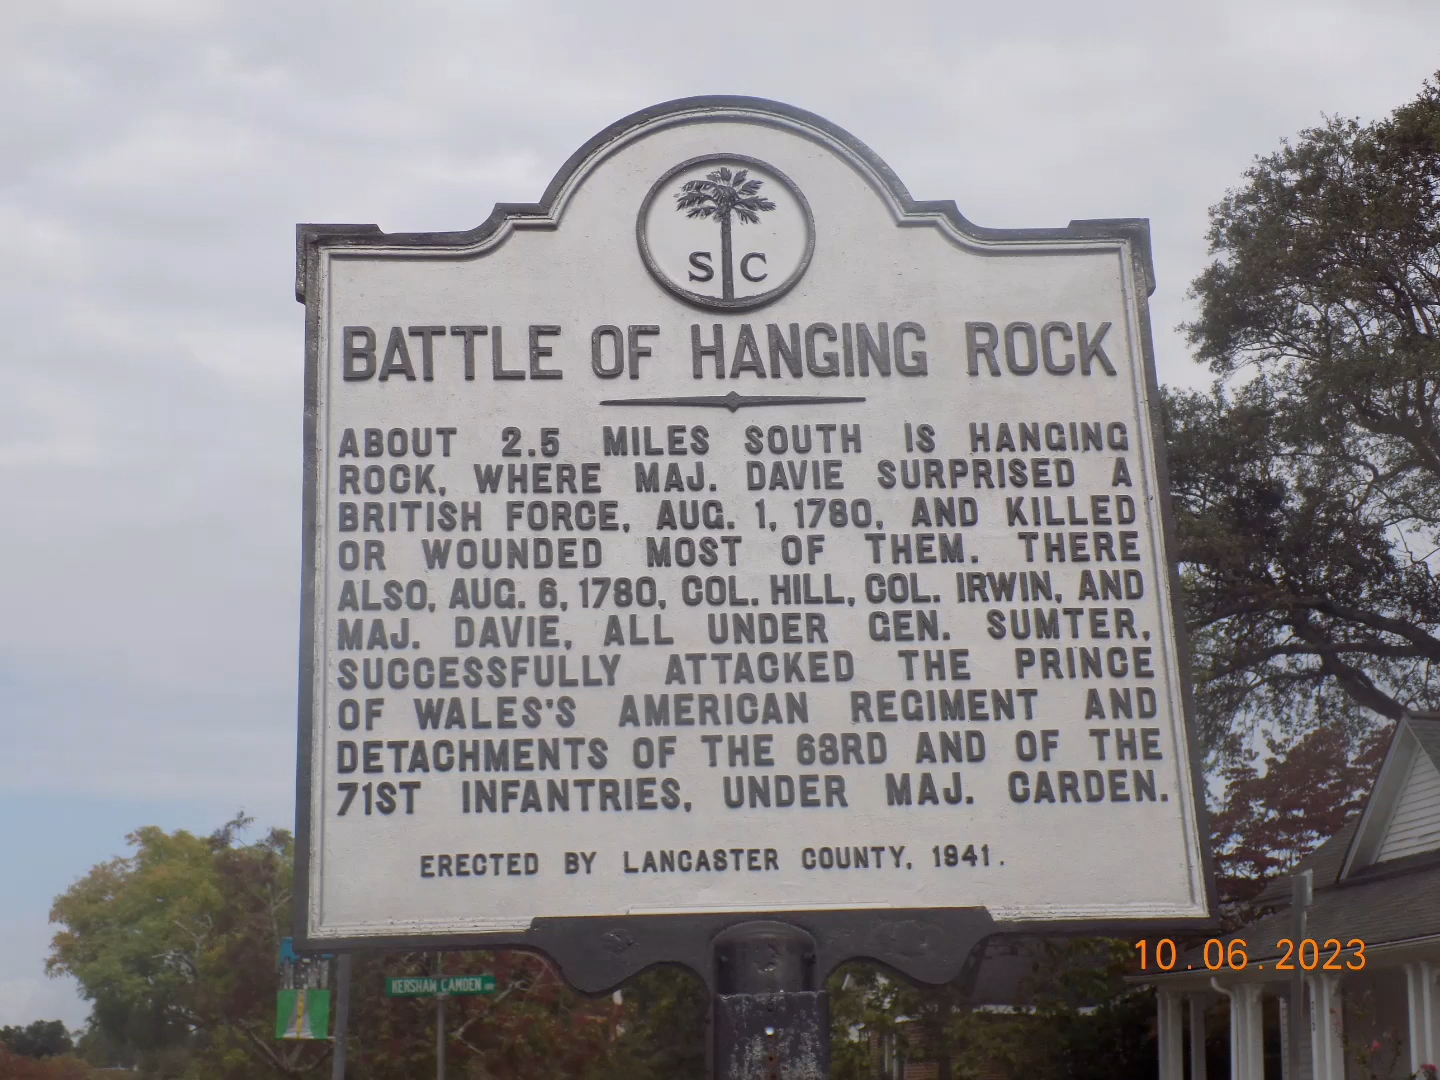 S C
BATTLE OF HANGING ROCK
ABOUT 2.5 MILES SOUTH IS HANGING
ROCK, WHERE MAJ. DAVIE SURPRISED A
BRITISH FORCE, AUG. 1, 1780, AND KILLED
OR WOUNDED MOST OF THEM. THERE
ALSO, AUG. 6, 1780, COL. HILL, COL. IRWIN, AND
MAJ. DAVIE, ALL UNDER GEN. SUMTER,
SUCCESSFULLY ATTACKED THE PRINCE
OF WALES'S AMERICAN REGIMENT AND
DETACHMENTS OF THE 63RD AND OF THE
71ST INFANTRIES, UNDER MAJ. CARDEN.
ERECTED BY LANCASTER COUNTY, 1941.
KERSHAW CAMDEN
10.06.2023